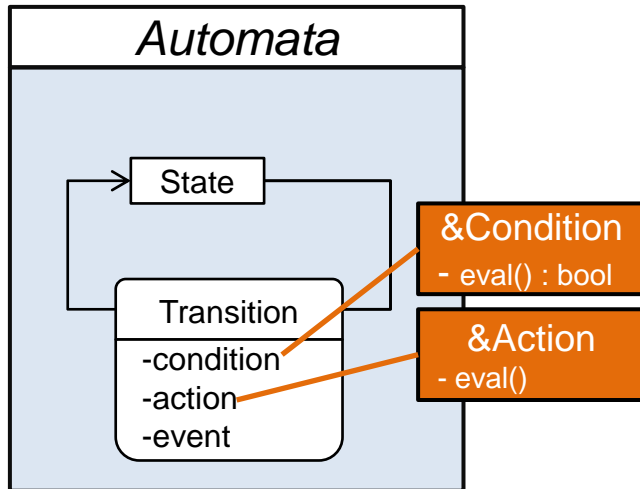 Automata
State
Transition
-condition
-action
-event
&Condition
- eval() : bool
&Action
- eval()